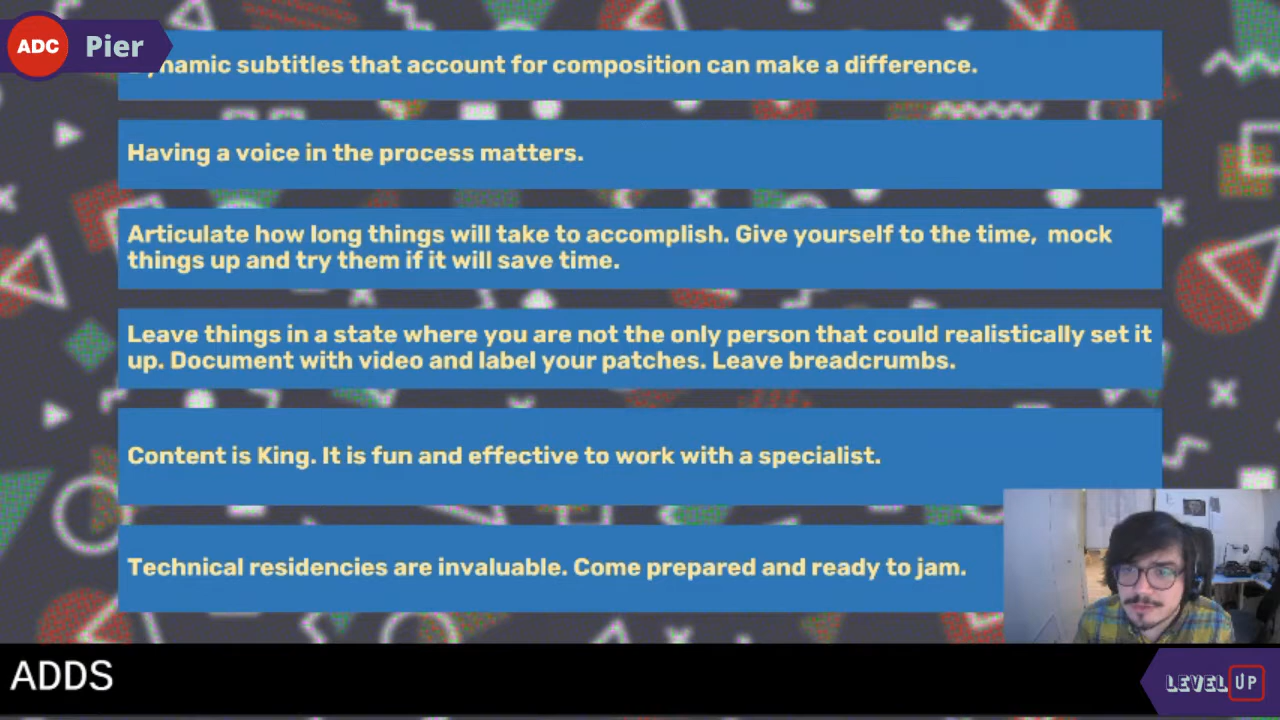 ADC Pier
namic subtitles that account for composition can make a difference.
Having a voice in the process matters.
Articulate how long things will take to accomplish. Give yourself to the time, mock
things up and try them if it will save time.
Leave things in a state where you are not the only person that could realistically set it
up. Document with video and label your patches. Leave breadcrumbs.
Content is King. It is fun and effective to work with a specialist.
Technical residencies are invaluable. Come prepared and ready to jam.
ADDS
LEVEL UP